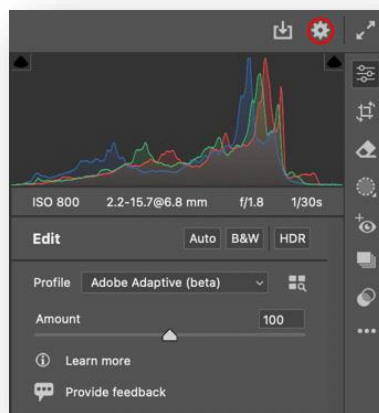 ISO 800 2.2-15.7@6.8 mm f/1.8 1/30s
Edit Auto B&W HDR
Profile Adobe Adaptive (beta)
Amount 100
Learn more
Provide feedback